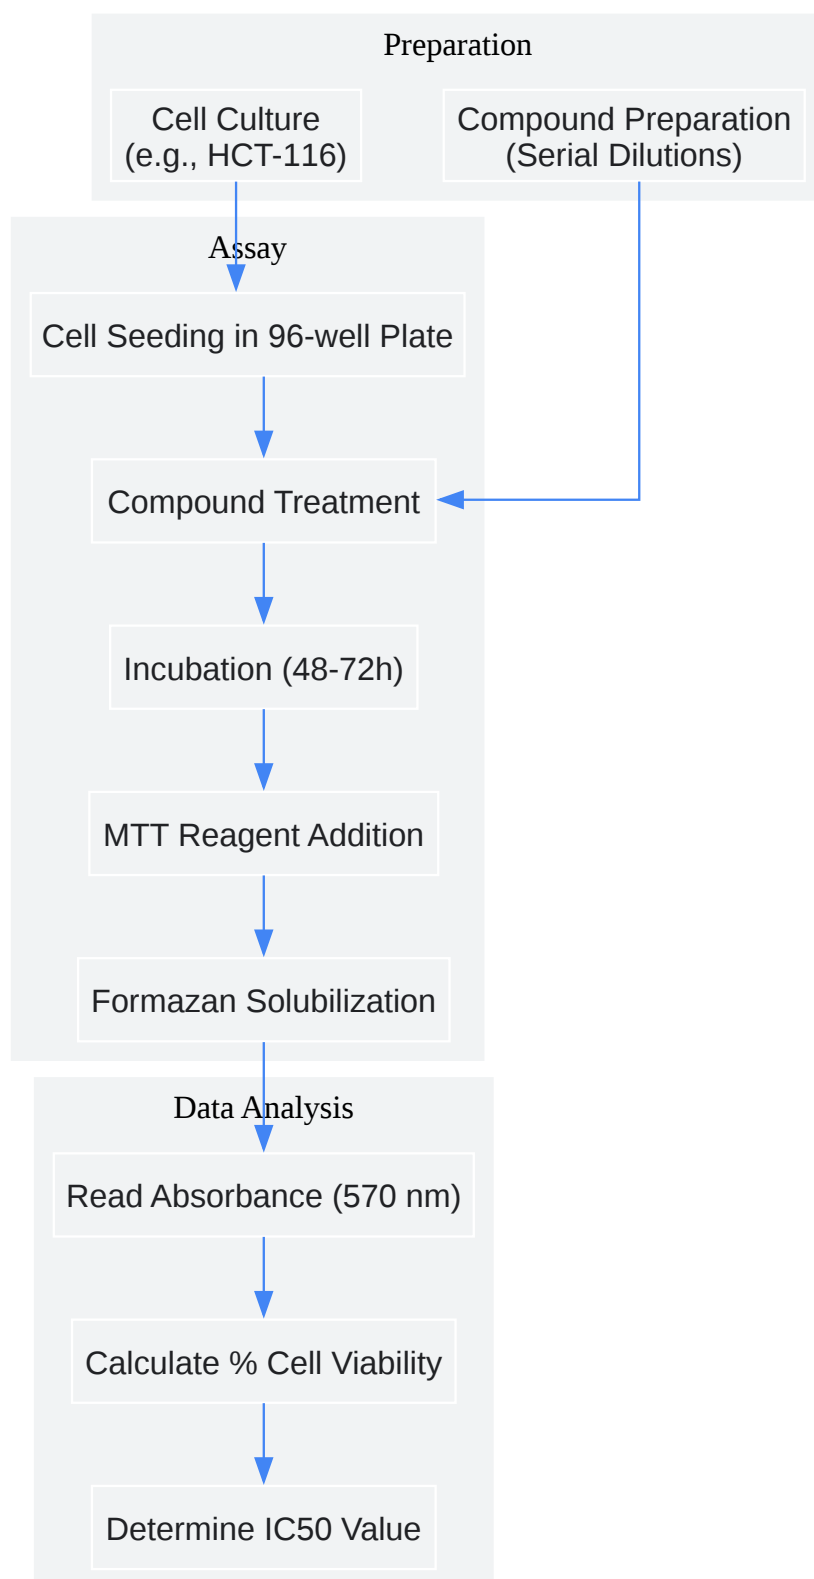 Preparation
Cell Culture
(e.g., HCT-116)
Compound Preparation
(Serial Dilutions)
Assay
Cell Seeding in 96-well Plate
Compound Treatment
Incubation (48-72h)
MTT Reagent Addition
Formazan Solubilization
Data Analysis
Read Absorbance (570 nm)
Calculate % Cell Viability
Determine IC50 Value